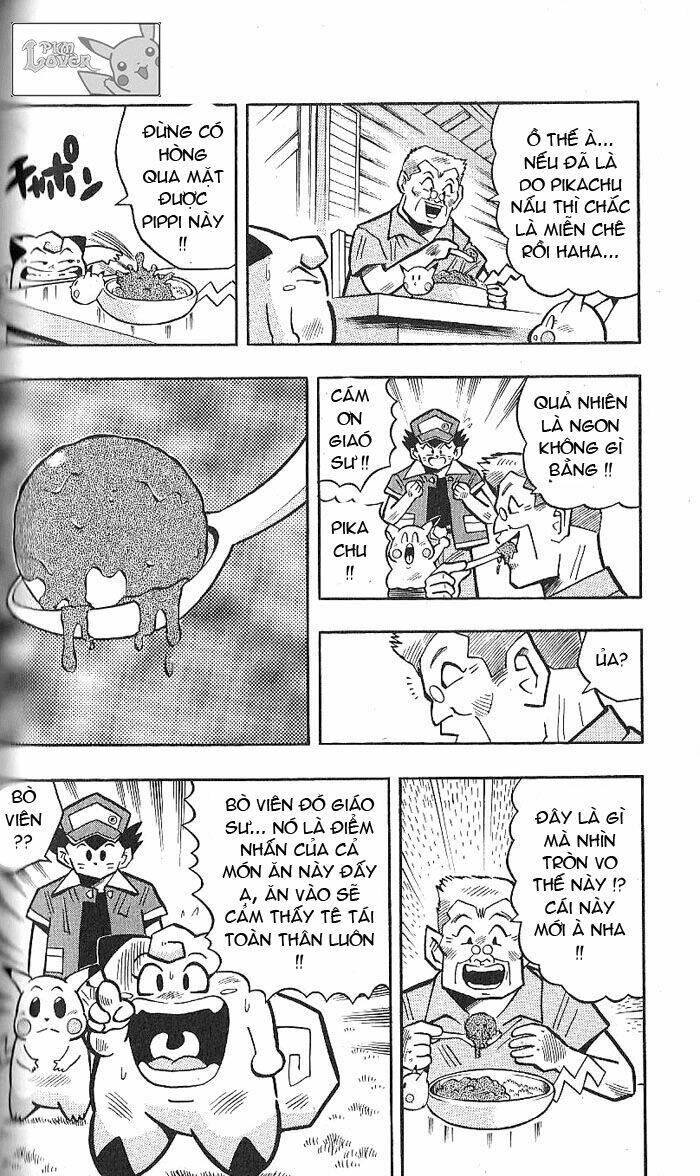 PKM
LOVER
Ồ THẾ À...
NẾU ĐÃ LÀ
DO PIKACHU
NẤU THÌ CHẮC
LÀ MIỄN CHÊ
RỒI HAHA...
ĐỪNG CÓ
HÒNG
QUA MẶT
ĐƯỢC
PIPPI NÀY
!!
QUẢ NHIÊN
LÀ NGON
KHÔNG GÌ
BẰNG !!
CÁM
ƠN
GIAÓ
SƯ !!
PIKA
CHU
!!
ỦA?
ĐÂY LÀ GÌ
MÀ NHÌN
TRÒN VO
THẾ NÀY !?
CÁI NÀY
MỚI À NHA
!!
BÒ VIÊN ĐÓ GIÁO
SƯ... NÓ LÀ ĐIỂM
NHẤN CỦA CẢ
MÓN ĂN NÀY ĐẤY
Ạ, ĂN VÀO SẼ
CẢM THẤY TÊ TÁI
TOÀN THÂN LUÔN
!!
BÒ
VIÊN
??